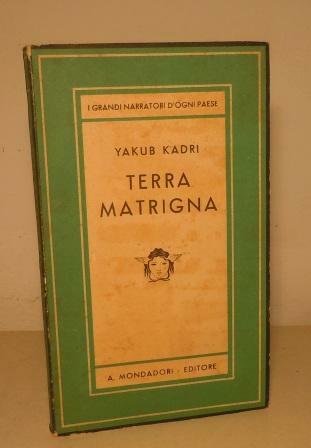 I GRANDI NARRATORI D'OGNI PAESE
YAKUB KADRI
TERRA
MATRIGNA
A. MONDADORI - EDITORE